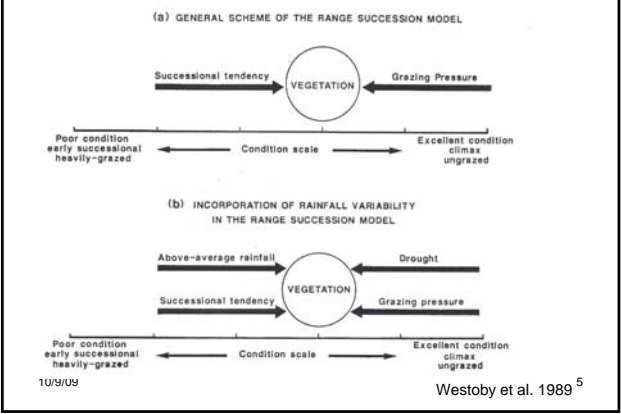 (a) GENERAL SCHEME OF THE RANGE SUCCESSION MODEL
Successional tendency
VEGETATION
Grazing Pressure
Poor condition
early successional
heavily-grazed
Condition scale
Excellent condition
climax
ungrazed
(b) INCORPORATION OF RAINFALL VARIABILITY
IN THE RANGE SUCCESSION MODEL
Above-average rainfall
Drought
VEGETATION
Successional tendency
Grazing pressure
Poor condition
early successional
heavily-grazed
Condition scale
Excellent condition
climax
ungrazed
10/9/09
Westoby et al. 1989 5